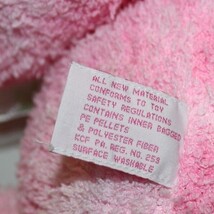 ALL NEW MATERIAL
CONFORMS TO TOY
SAFETY REGULATIONS
CONTAINS INNER BAGGED
PE PELLETS
& POLYESTER FIBER
KCF PA. REG. NO. 253
SURFACE WASHABLE